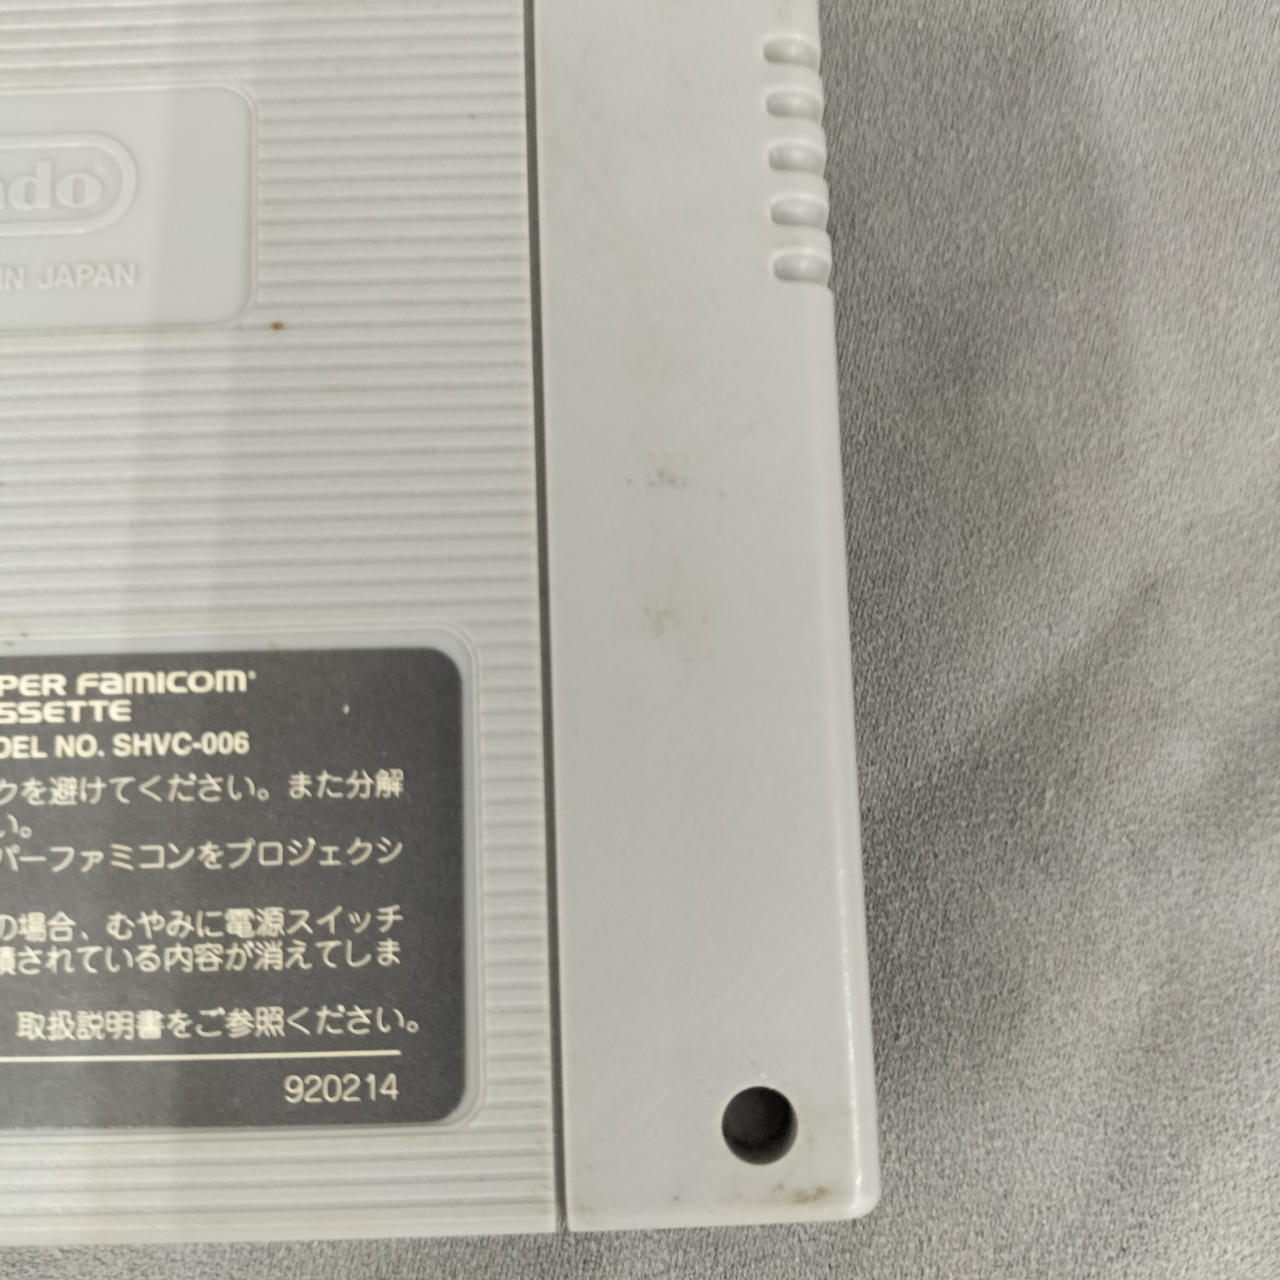 ndo
IN JAPAN
PER FAMICOM
SSETTE
DEL NO. SHVC-006
クを避けてください。また分解
い。
パーファミコンをプロジェクシ
の場合、むやみに電源スイッチ
積されている内容が消えてしま
取扱説明書をご参照ください。
920214